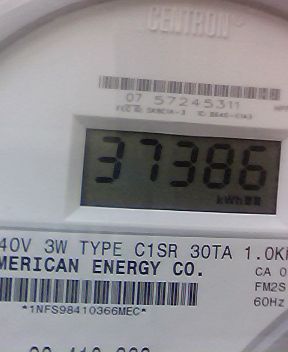 CENTRON®
07 57245311
37386
kWh
40V 3W TYPE C1SR 30TA 1.0K
MERICAN ENERGY CO.
CA 0
FM2S
60Hz
*1NFS98410366MEC*